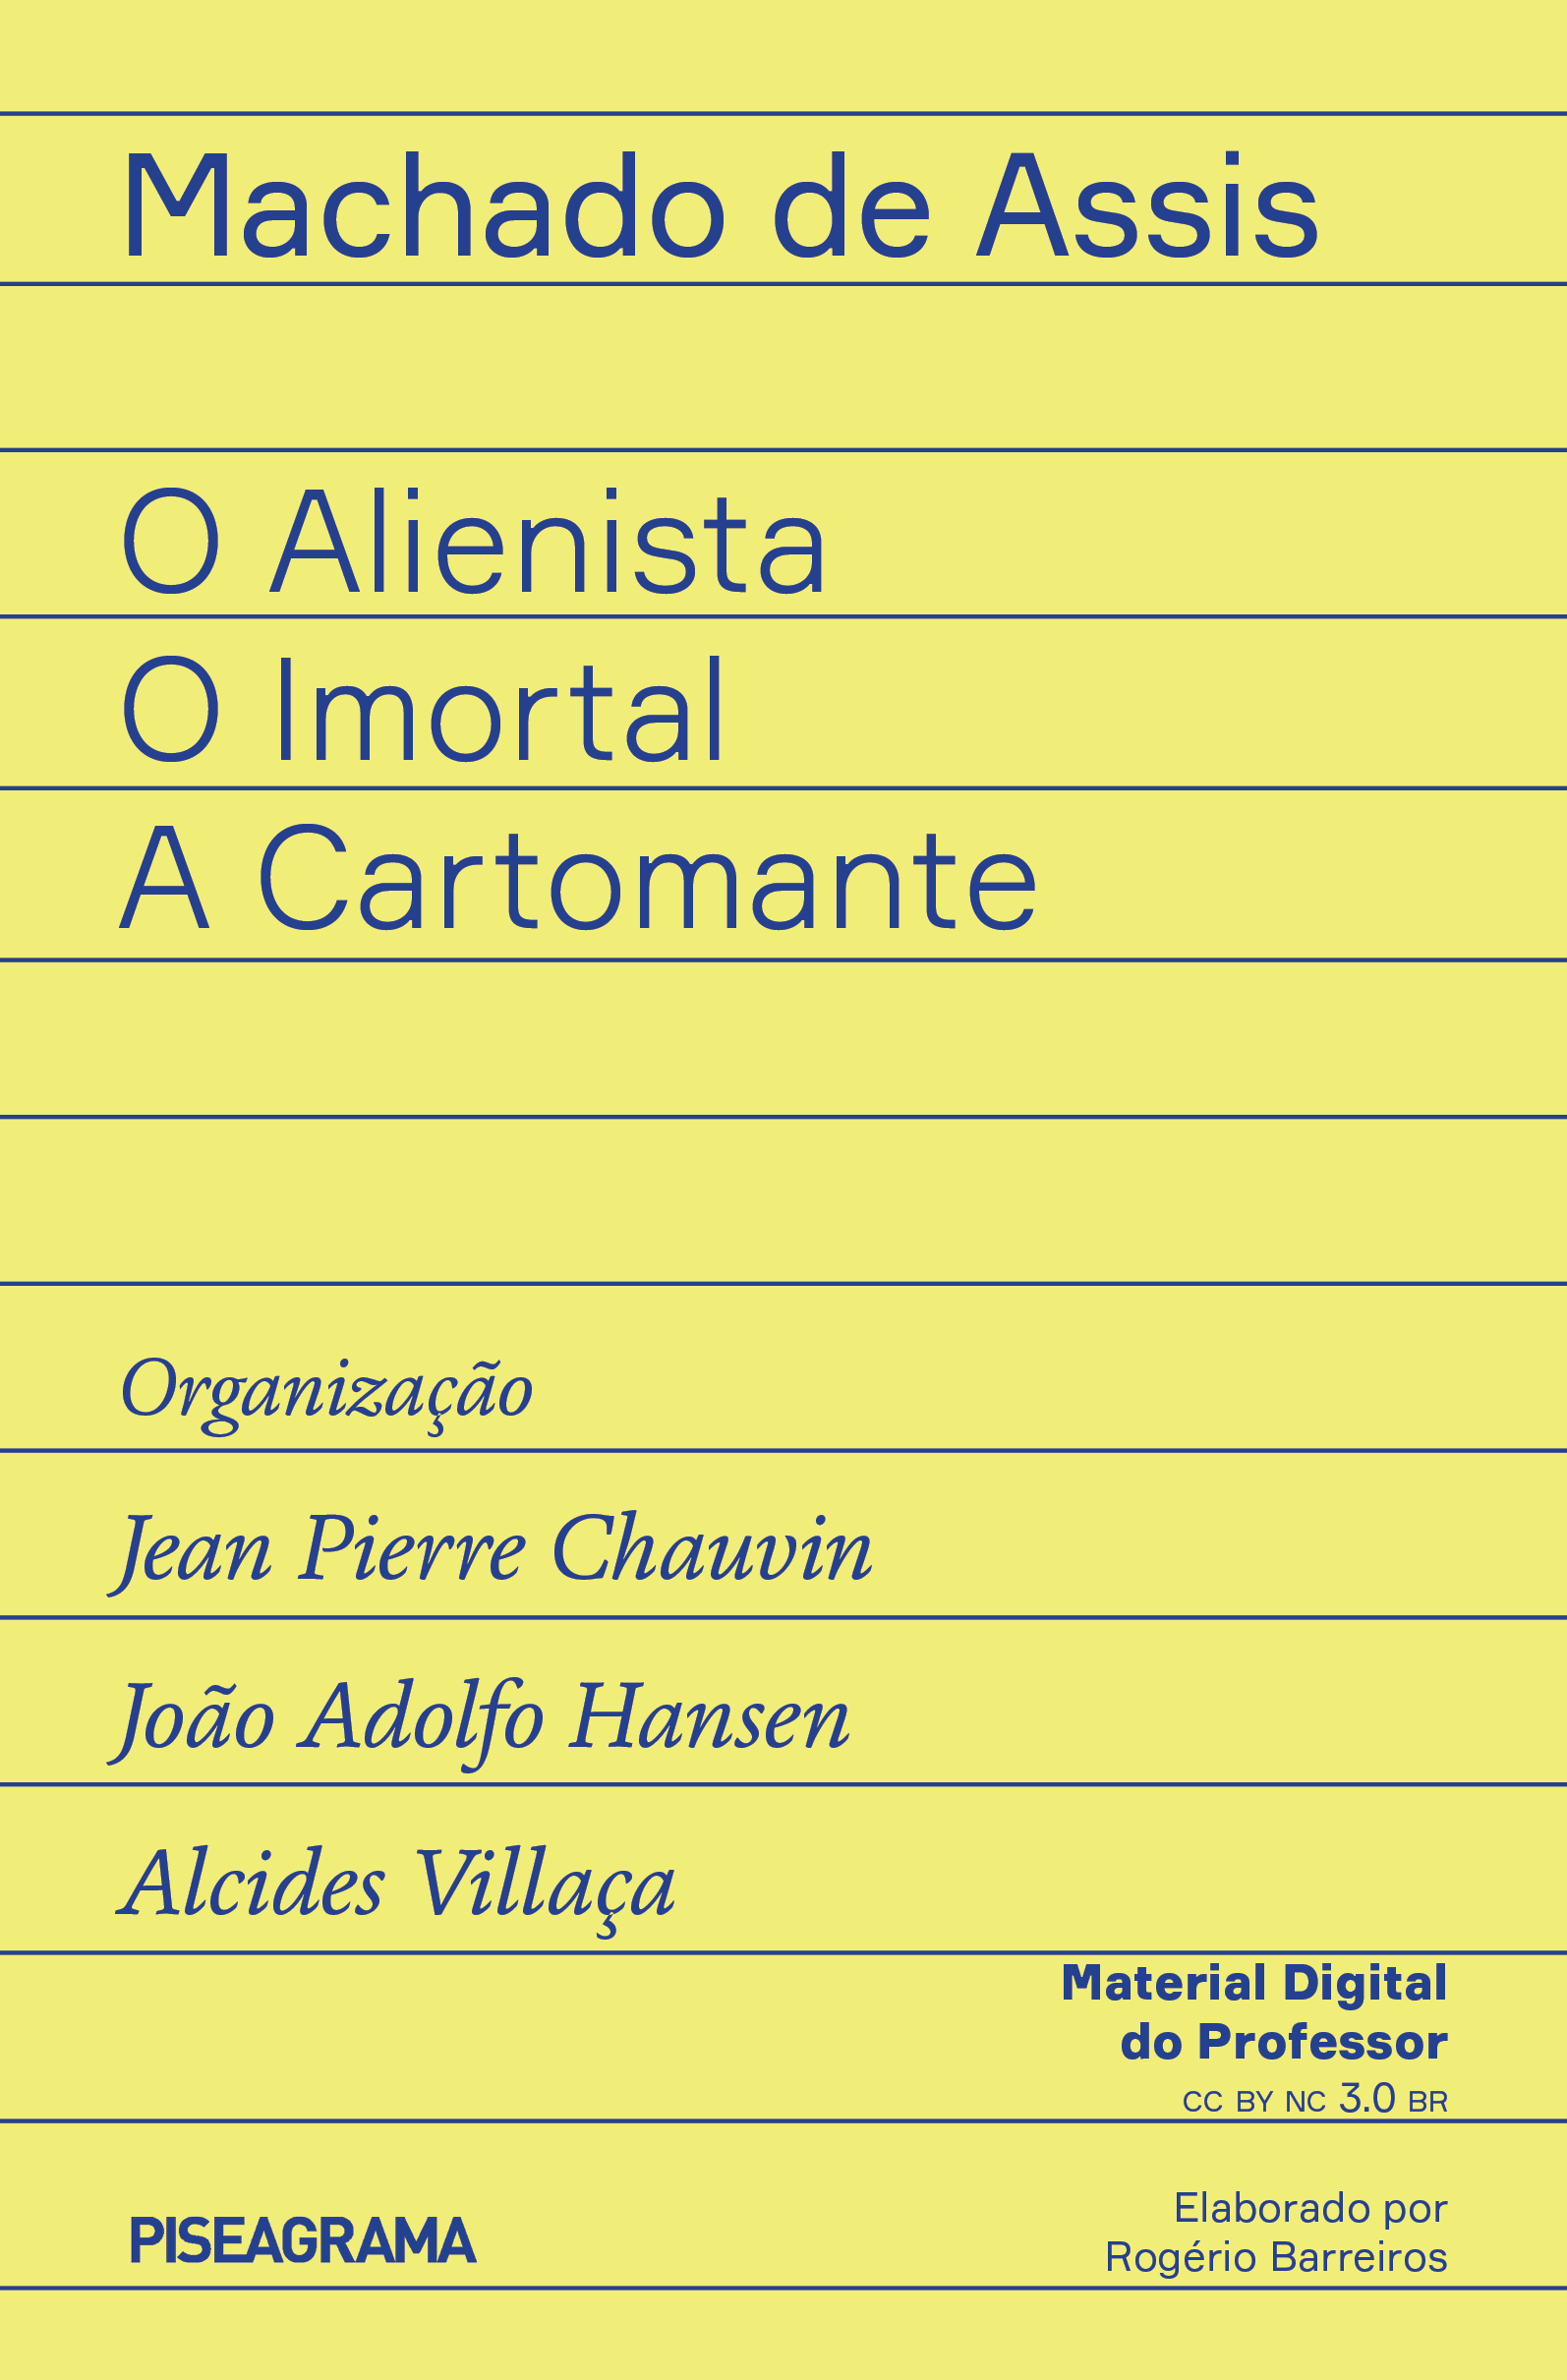 Machado de Assis
O Alienista
O Imortal
A Cartomante
Organização
Jean Pierre Chauvin
João Adolfo Hansen
Alcides Villaça
Material Digital
do Professor
CC BY NC 3.0 BR
PISEAGRAMA
Elaborado por
Rogério Barreiros